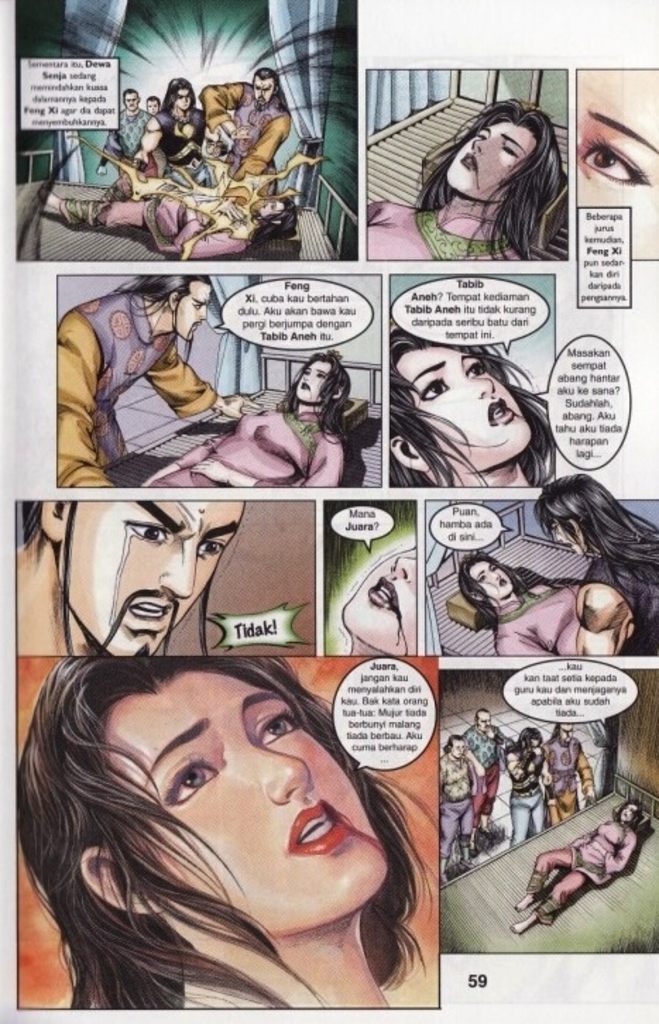 Sementara itu, Dewa
Senja sedang
memindahkan kuasa
dalamannya kepada
Feng Xi agar dia dapat
menyembuhkannya.
Beberapa
jurus
kemudian,
Feng Xi
pun sedar-
kan diri
daripada
pengsannya.
Feng
Xi, cuba kau bertahan
dulu. Aku akan bawa kau
pergi berjumpa dengan
Tabib Aneh itu.
Tabib
Aneh? Tempat kediaman
Tabib Aneh itu tidak kurang
daripada seribu batu dari
tempat ini.
Masakan
sempat
abang hantar
aku ke sana?
Sudahlah,
abang. Aku
tahu aku tiada
harapan
lagi...
Tidak!
Mana
Juara?
Puan,
hamba ada
di sini...
Juara,
jangan kau
menyalahkan diri
kau. Bak kata orang
tua-tua: Mujur tiada
berbunyi malang
tiada berbau. Aku
cuma berharap
...
...kau
kan taat setia kepada
guru kau dan menjaganya
apabila aku sudah
tiada...
59